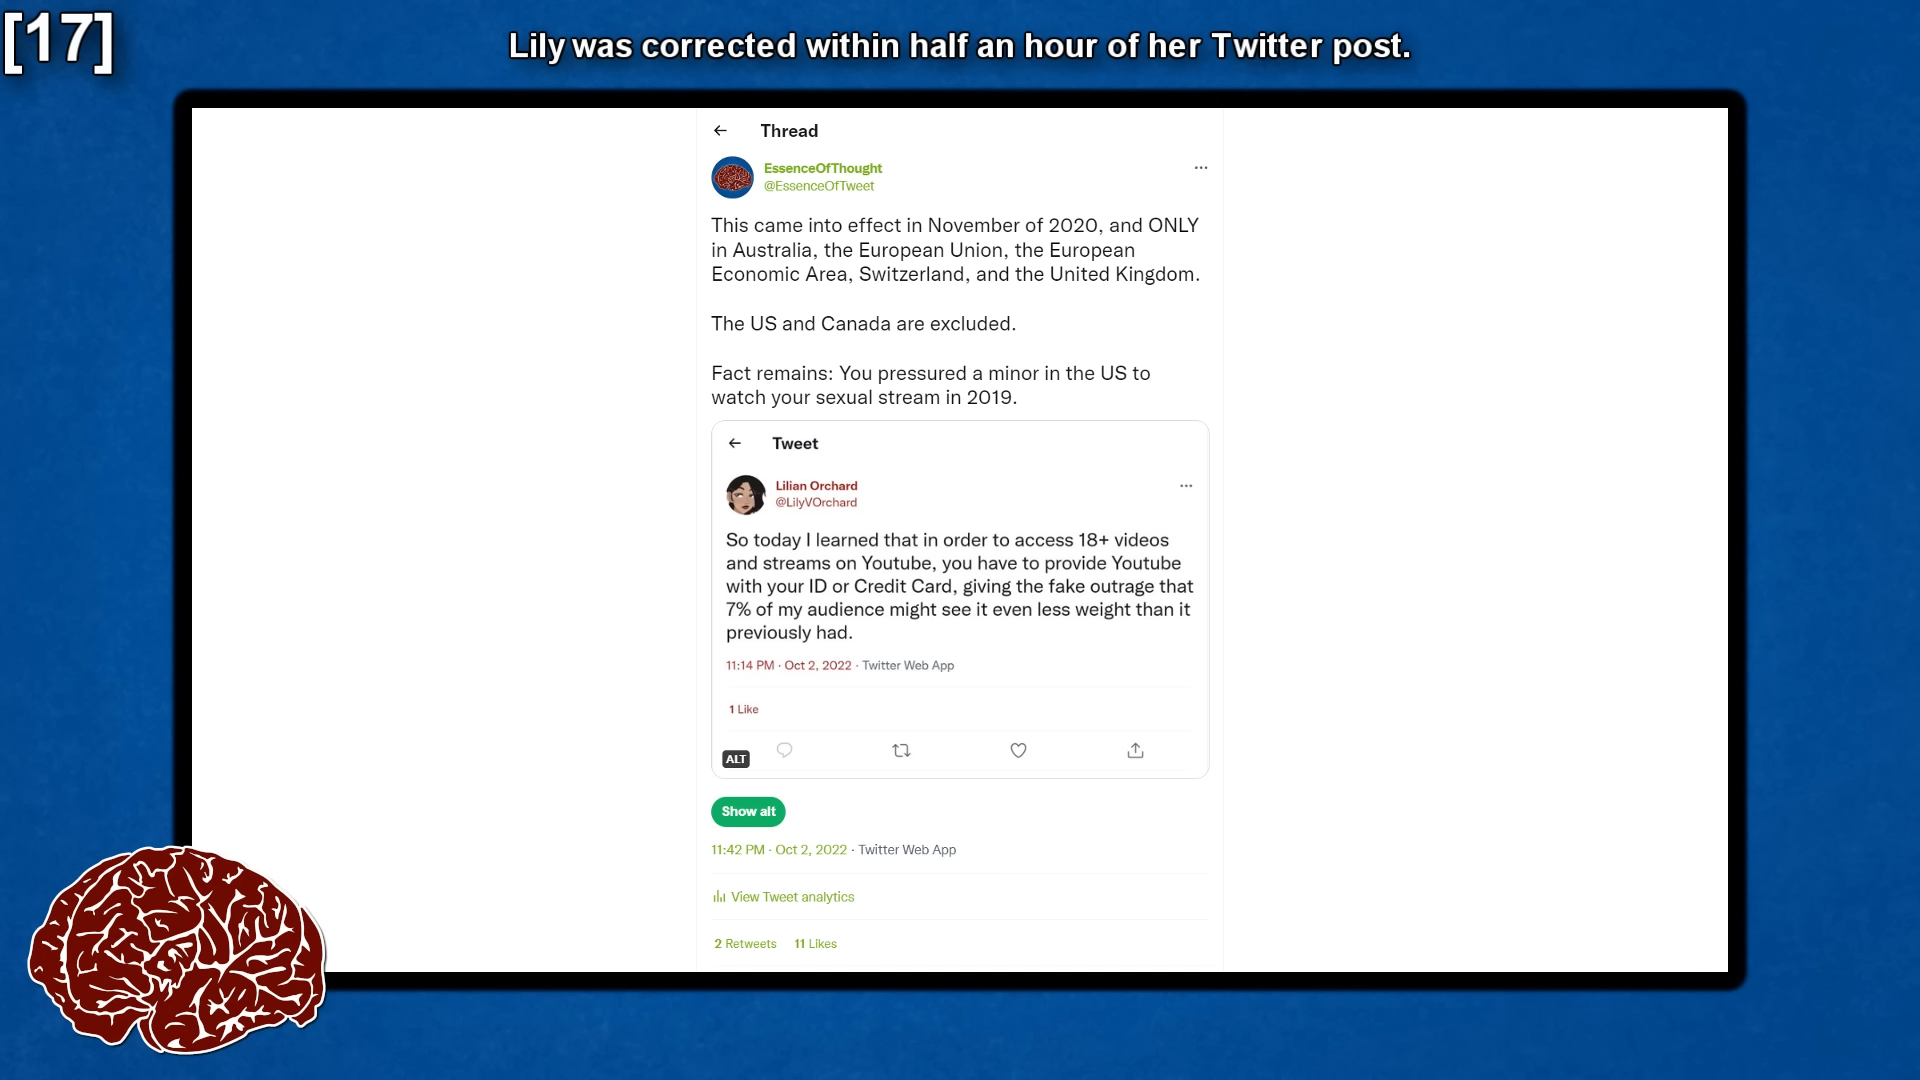 [17]
Lily was corrected within half an hour of her Twitter post.
Thread
EssenceOfThought
@EssenceOfTweet
This came into effect in November of 2020, and ONLY
in Australia, the European Union, the European
Economic Area, Switzerland, and the United Kingdom.
The US and Canada are excluded.
Fact remains: You pressured a minor in the US to
watch your sexual stream in 2019.
Tweet
Lilian Orchard
@LilyVOrchard
So today I learned that in order to access 18+ videos
and streams on Youtube, you have to provide Youtube
with your ID or Credit Card, giving the fake outrage that
7% of my audience might see it even less weight than it
previously had.
11:14 PM · Oct 2, 2022 · Twitter Web App
1 Like
ALT
Show alt
11:42 PM · Oct 2, 2022 · Twitter Web App
View Tweet analytics
2 Retweets 11 Likes